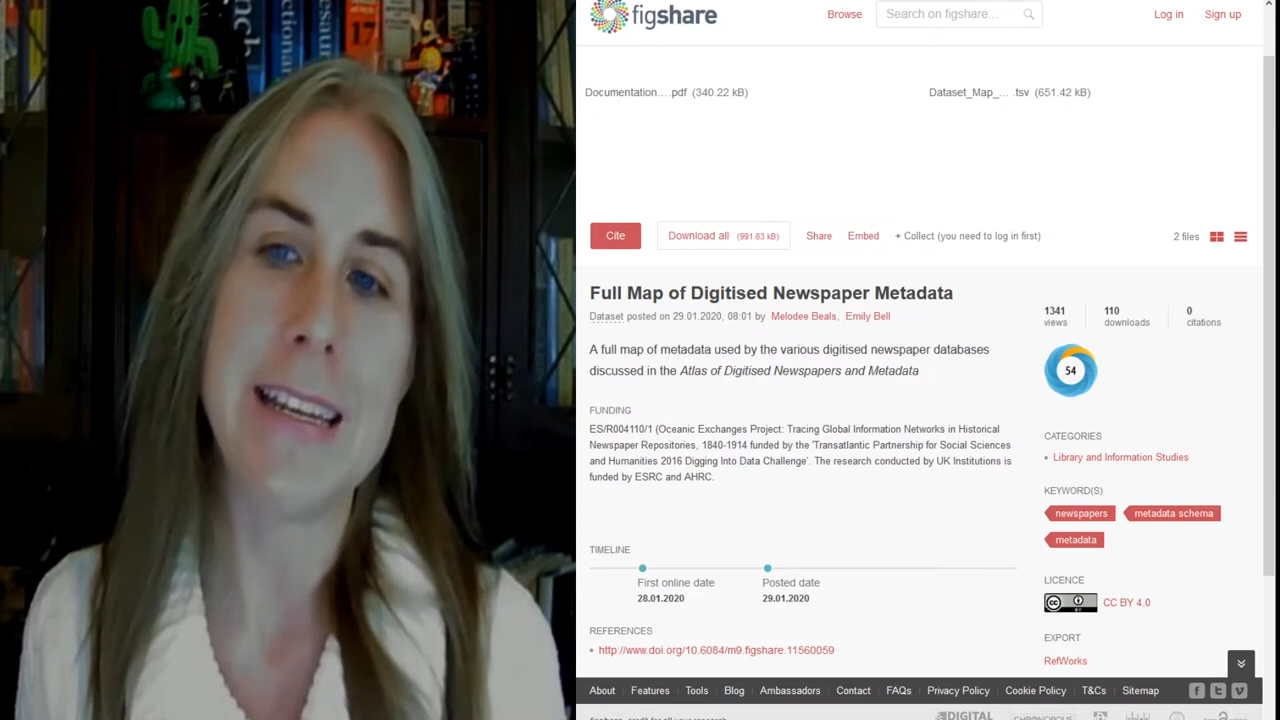 figshare
Browse
Search on figshare...
Log in
Sign up
Documentation.... .pdf (340.22 kB)
Dataset_Map_... .tsv (651.42 kB)
Cite
Download all (991.63 kB)
Share
Embed
+ Collect (you need to log in first)
2 files
Full Map of Digitised Newspaper Metadata
Dataset posted on 29.01.2020, 08:01 by Melodee Beals, Emily Bell
A full map of metadata used by the various digitised newspaper databases
discussed in the Atlas of Digitised Newspapers and Metadata
FUNDING
ES/R004110/1 (Oceanic Exchanges Project: Tracing Global Information Networks in Historical
Newspaper Repositories, 1840-1914 funded by the 'Transatlantic Partnership for Social Sciences
and Humanities 2016 Digging Into Data Challenge'. The research conducted by UK Institutions is
funded by ESRC and AHRC.
TIMELINE
First online date
28.01.2020
Posted date
29.01.2020
REFERENCES
http://www.doi.org/10.6084/m9.figshare.11560059
1341
views
110
downloads
0
citations
54
CATEGORIES
Library and Information Studies
KEYWORD(S)
newspapers
metadata schema
metadata
LICENCE
CC BY
CC BY 4.0
EXPORT
RefWorks
About
Features
Tools
Blog
Ambassadors
Contact
FAQs
Privacy Policy
Cookie Policy
T&Cs
Sitemap
DIGITAL